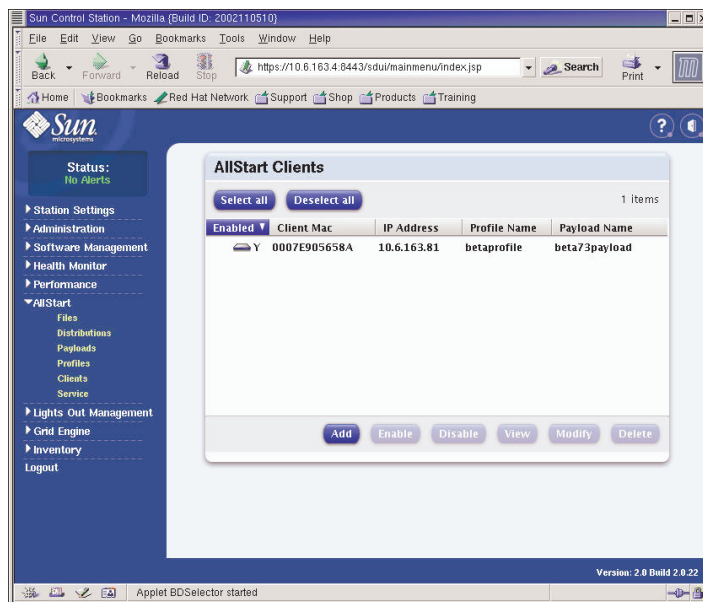 Sun Control Station - Mozilla {Build ID: 2002110510}
File Edit View Go Bookmarks Tools Window Help
Back Forward Reload Stop https://10.6.163.4:8443/sdui/mainmenu/index.jsp Search Print
Home Bookmarks Red Hat Network Support Shop Products Training
Sun
microsystems
?
Status:
No Alerts
Station Settings
Administration
Software Management
Health Monitor
Performance
AllStart
Files
Distributions
Payloads
Profiles
Clients
Service
Lights Out Management
Grid Engine
Inventory
Logout
AllStart Clients
Select all Deselect all 1 items
Enabled Client Mac IP Address Profile Name Payload Name
Y 0007E905658A 10.6.163.81 betaprofile beta73payload
Add Enable Disable View Modify Delete
Version: 2.0 Build 2.0.22
Applet BDSelector started